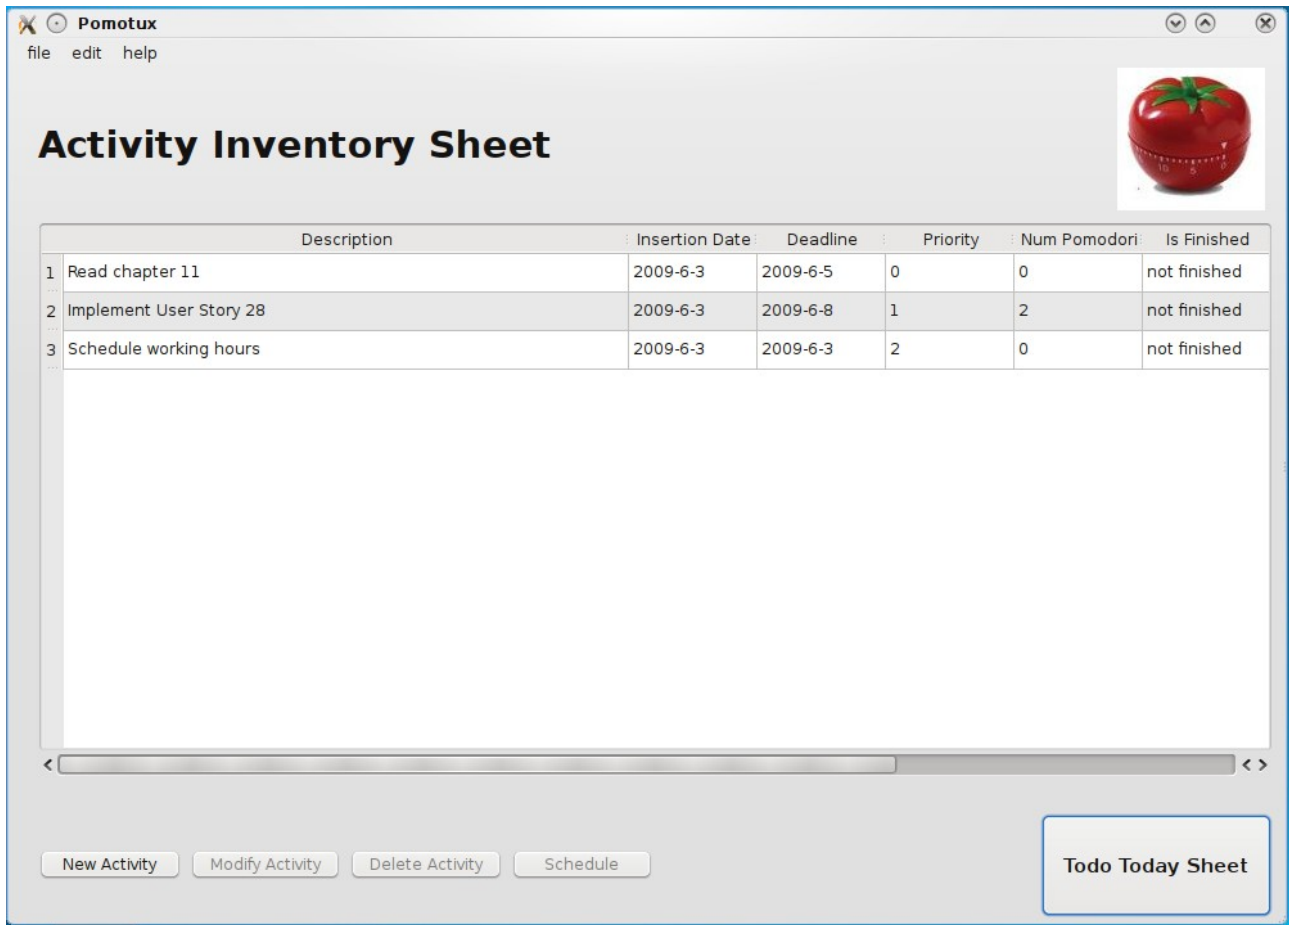 Pomotux
file edit help
Activity Inventory Sheet
10 5 0
Description Insertion Date Deadline Priority Num Pomodori Is Finished
1 Read chapter 11 2009-6-3 2009-6-5 0 0 not finished
2 Implement User Story 28 2009-6-3 2009-6-8 1 2 not finished
3 Schedule working hours 2009-6-3 2009-6-3 2 0 not finished
New Activity Modify Activity Delete Activity Schedule Todo Today Sheet